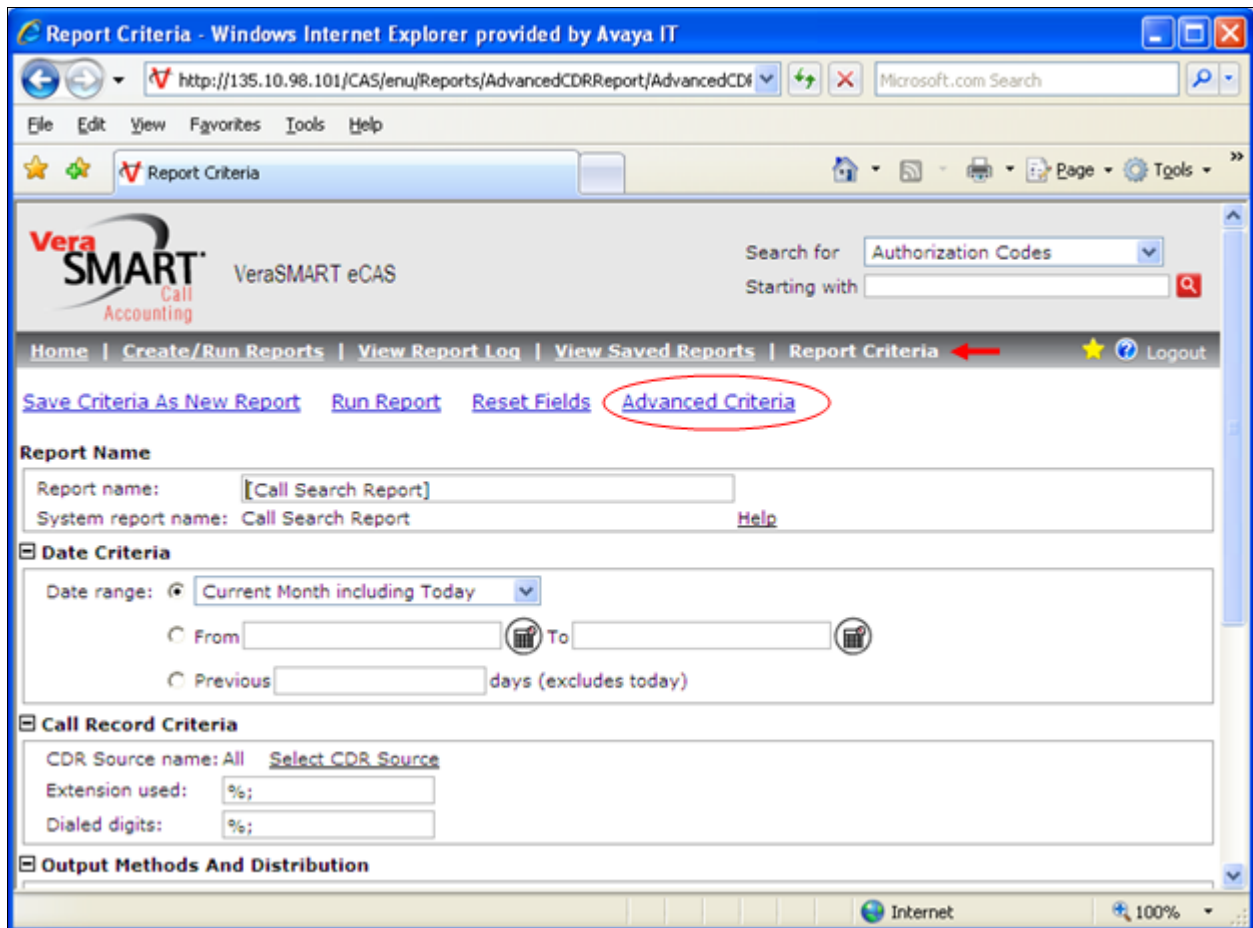 Report Criteria - Windows Internet Explorer provided by Avaya IT
http://135.10.98.101/CAS/enu/Reports/AdvancedCDRReport/AdvancedCDF
Microsoft.com Search
File Edit View Favorites Tools Help
Report Criteria
Page Tools »
Vera
SMART
Call
Accounting
VeraSMART eCAS
Search for Authorization Codes
Starting with
Home | Create/Run Reports | View Report Log | View Saved Reports | Report Criteria Logout
Save Criteria As New Report Run Report Reset Fields Advanced Criteria
Report Name
Report name: [Call Search Report]
System report name: Call Search Report Help
Date Criteria
Date range: Current Month including Today
From To
Previous days (excludes today)
Call Record Criteria
CDR Source name: All Select CDR Source
Extension used: %;
Dialed digits: %;
Output Methods And Distribution
Internet 100%